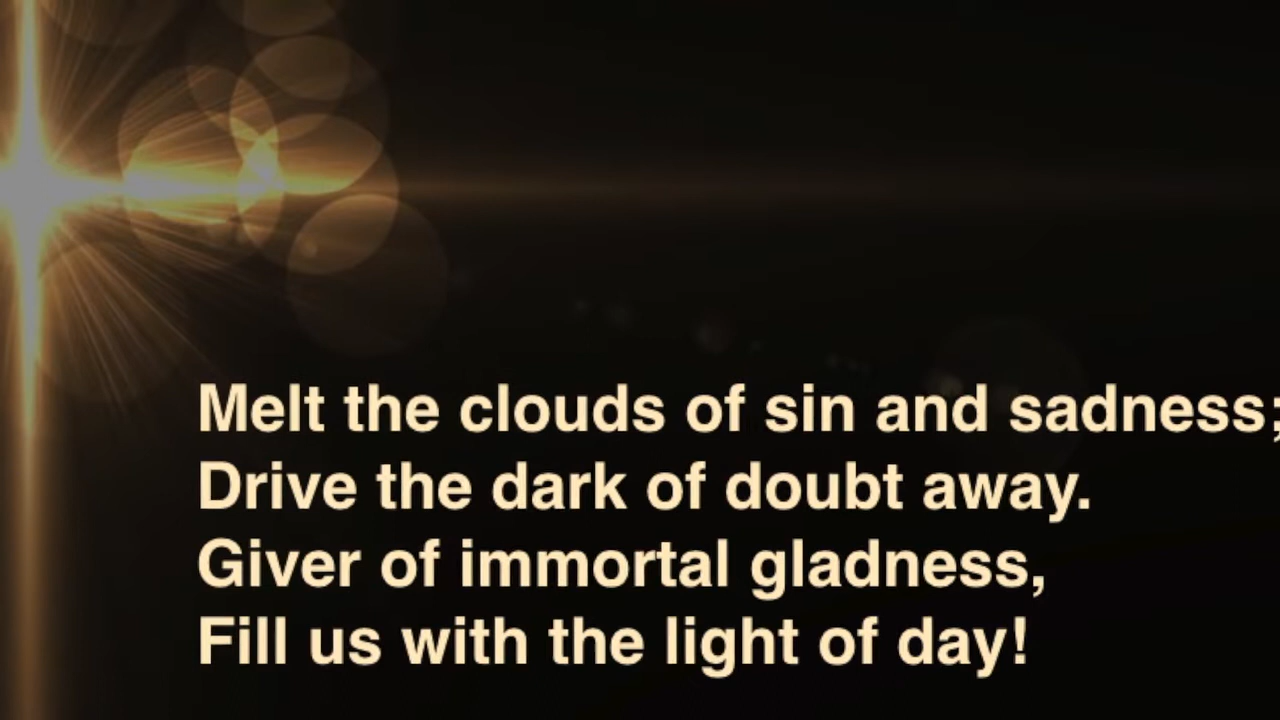 Melt the clouds of sin and sadness;
Drive the dark of doubt away.
Giver of immortal gladness,
Fill us with the light of day!